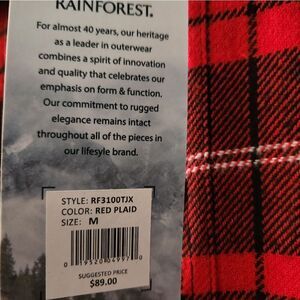 RAINFOREST.
For almost 40 years, our heritage
as a leader in outerwear
combines a spirit of innovation
and quality that celebrates our
emphasis on form & function.
Our commitment to rugged
elegance remains intact
throughout all of the pieces in
our lifesyle brand.
STYLE: RF3100TJX
COLOR: RED PLAID
SIZE: M
SUGGESTED PRICE
$89.00